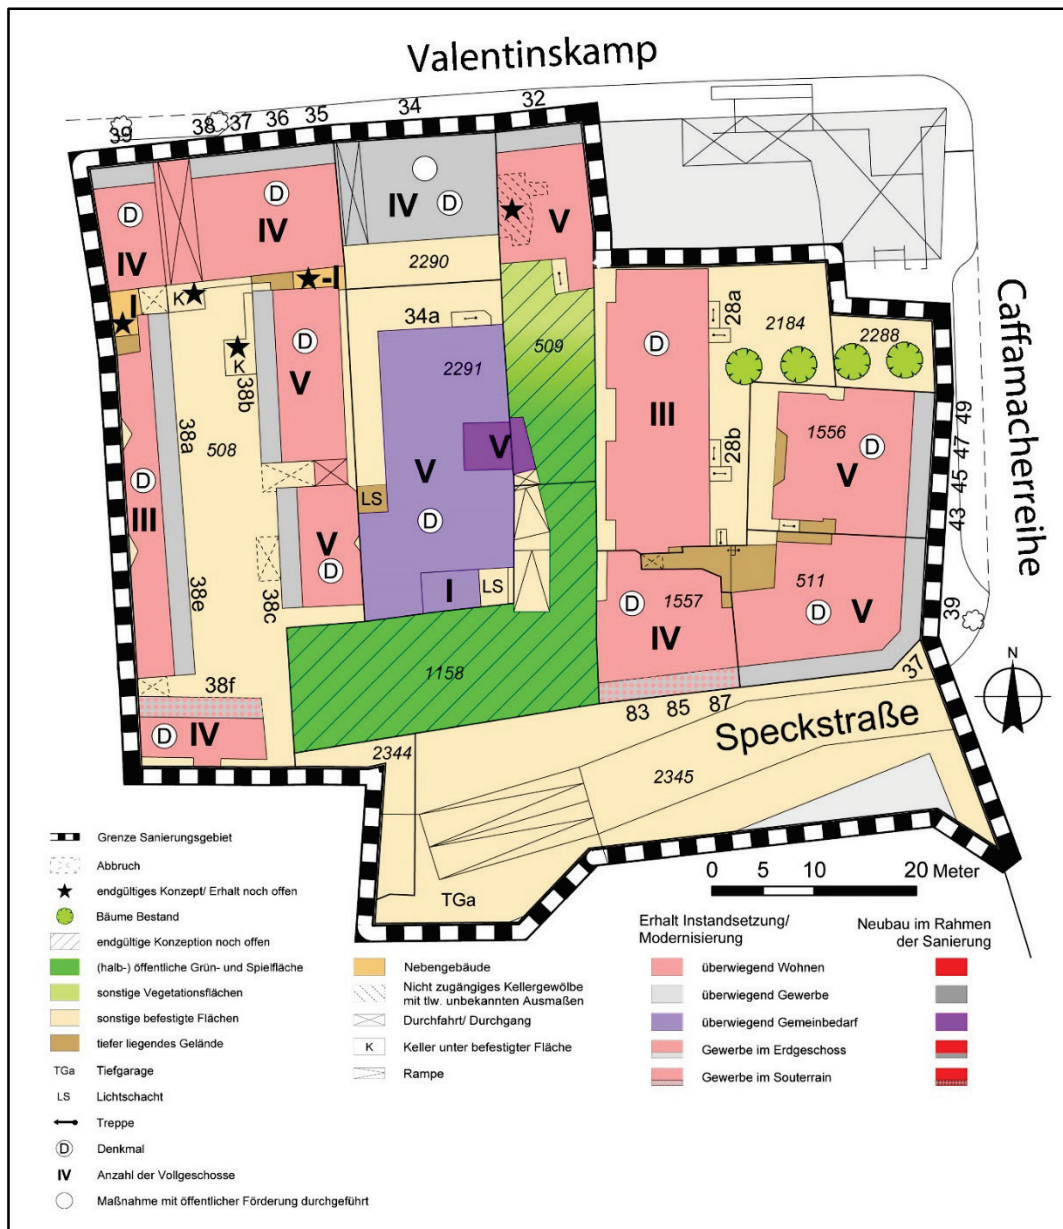 Valentinskamp
39
38
37
36
35
34
32
D
IV
D
IV
IV
D
V
2290
I
K
-I
34a
28a
2184
2288
D
V
K
38b
2291
509
D
III
38a
508
V
V
28b
1556
D
V
49
47
45
43
Caffamacherreihe
D
III
LS
D
V
D
38e
38c
I
LS
D
1557
IV
511
D
V
39
1158
38f
D
IV
83
85
87
37
N
Speckstraße
2344
2345
TGa
0 5 10 20 Meter
Grenze Sanierungsgebiet
Abbruch
endgültiges Konzept/ Erhalt noch offen
Bäume Bestand
endgültige Konzeption noch offen
(halb-) öffentliche Grün- und Spielfläche
sonstige Vegetationsflächen
sonstige befestigte Flächen
tiefer liegendes Gelände
TGa Tiefgarage
LS Lichtschacht
Treppe
D Denkmal
IV Anzahl der Vollgeschosse
Maßnahme mit öffentlicher Förderung durchgeführt
Nebengebäude
Nicht zugängiges Kellergewölbe
mit tlw. unbekannten Ausmaßen
Durchfahrt/ Durchgang
K Keller unter befestigter Fläche
Rampe
Erhalt Instandsetzung/
Modernisierung
Neubau im Rahmen
der Sanierung
überwiegend Wohnen
überwiegend Gewerbe
überwiegend Gemeinbedarf
Gewerbe im Erdgeschoss
Gewerbe im Souterrain